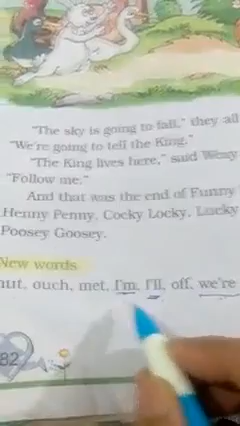 "The sky is going to fall," they all
"We're going to tell the King."
"The King lives here," said
"Follow me."
And that was the end of Funny
Henny Penny, Cocky Locky, Lucky
Poosey Goosey.
New words
nut, ouch, met, I'm, I'll, off, we're
82